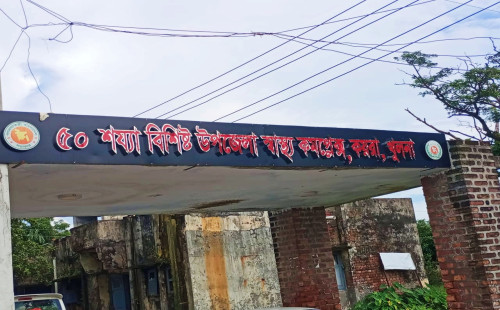 ৫০ শয্যা বিশিষ্ট উপজেলা স্বাস্থ্য কমপ্লেক্স, কয়রা, খুলনা